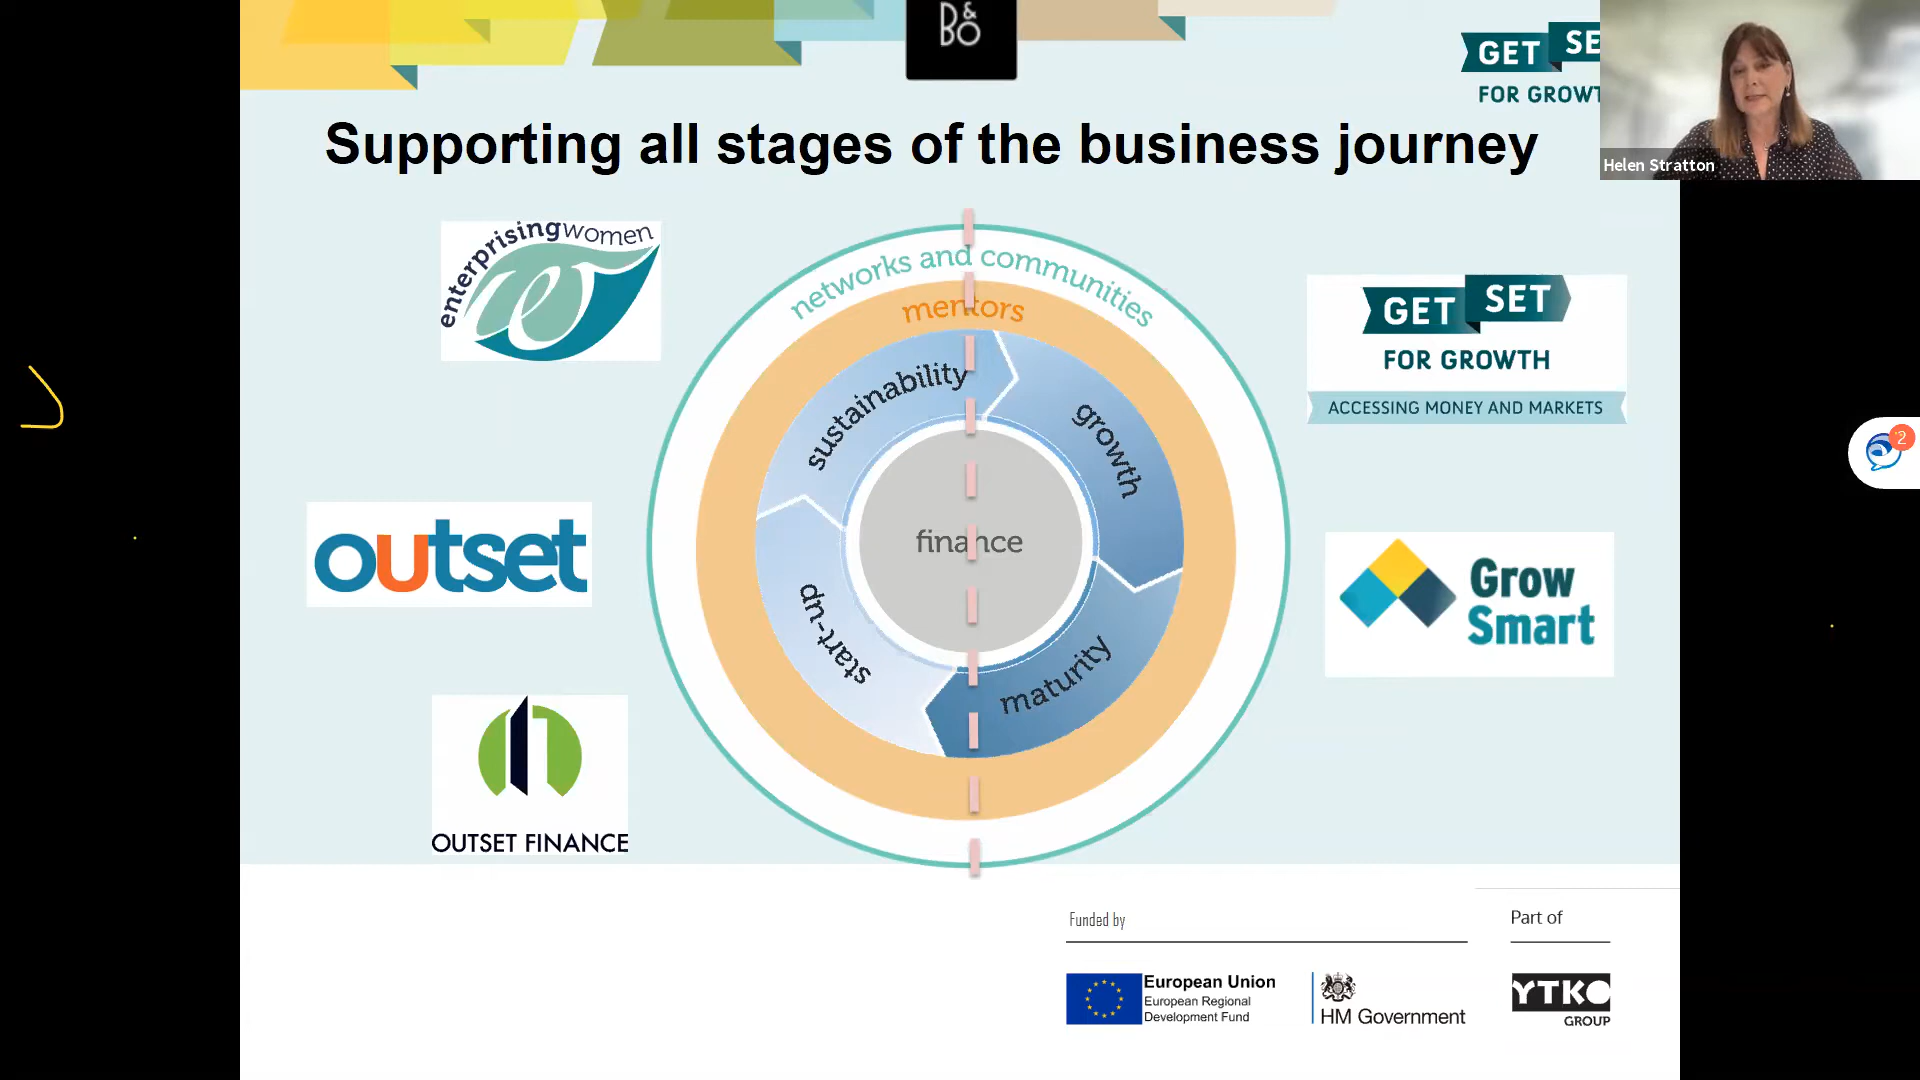 B&O
GET SE
FOR GROWT
Helen Stratton
Supporting all stages of the business journey
enterprisingwomen
networks and communities
mentors
sustainability
growth
finance
start-up
maturity
GET SET
FOR GROWTH
ACCESSING MONEY AND MARKETS
outset
Grow
Smart
OUTSET FINANCE
2
Funded by
Part of
European Union
European Regional
Development Fund
HM Government
YTKO
GROUP